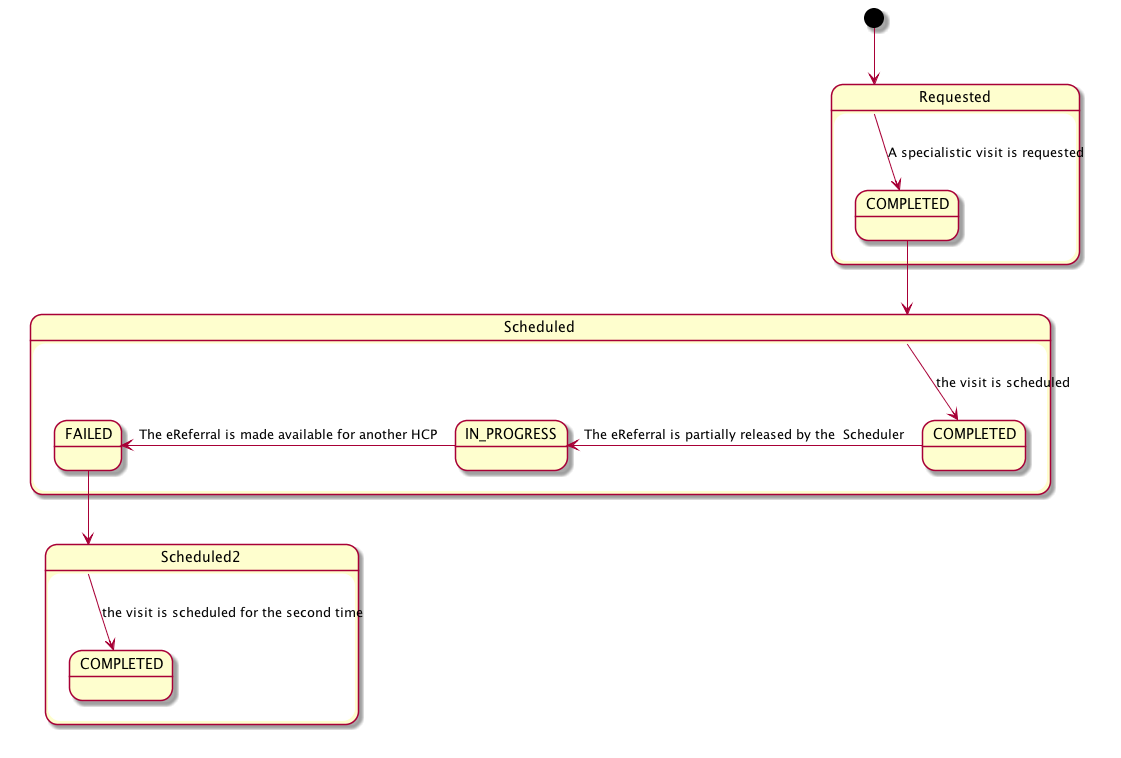 Requested
A specialistic visit is requested
COMPLETED
Scheduled
the visit is scheduled
FAILED
The eReferral is made available for another HCP
IN_PROGRESS
The eReferral is partially released by the  Scheduler
COMPLETED
Scheduled2
the visit is scheduled for the second time
COMPLETED